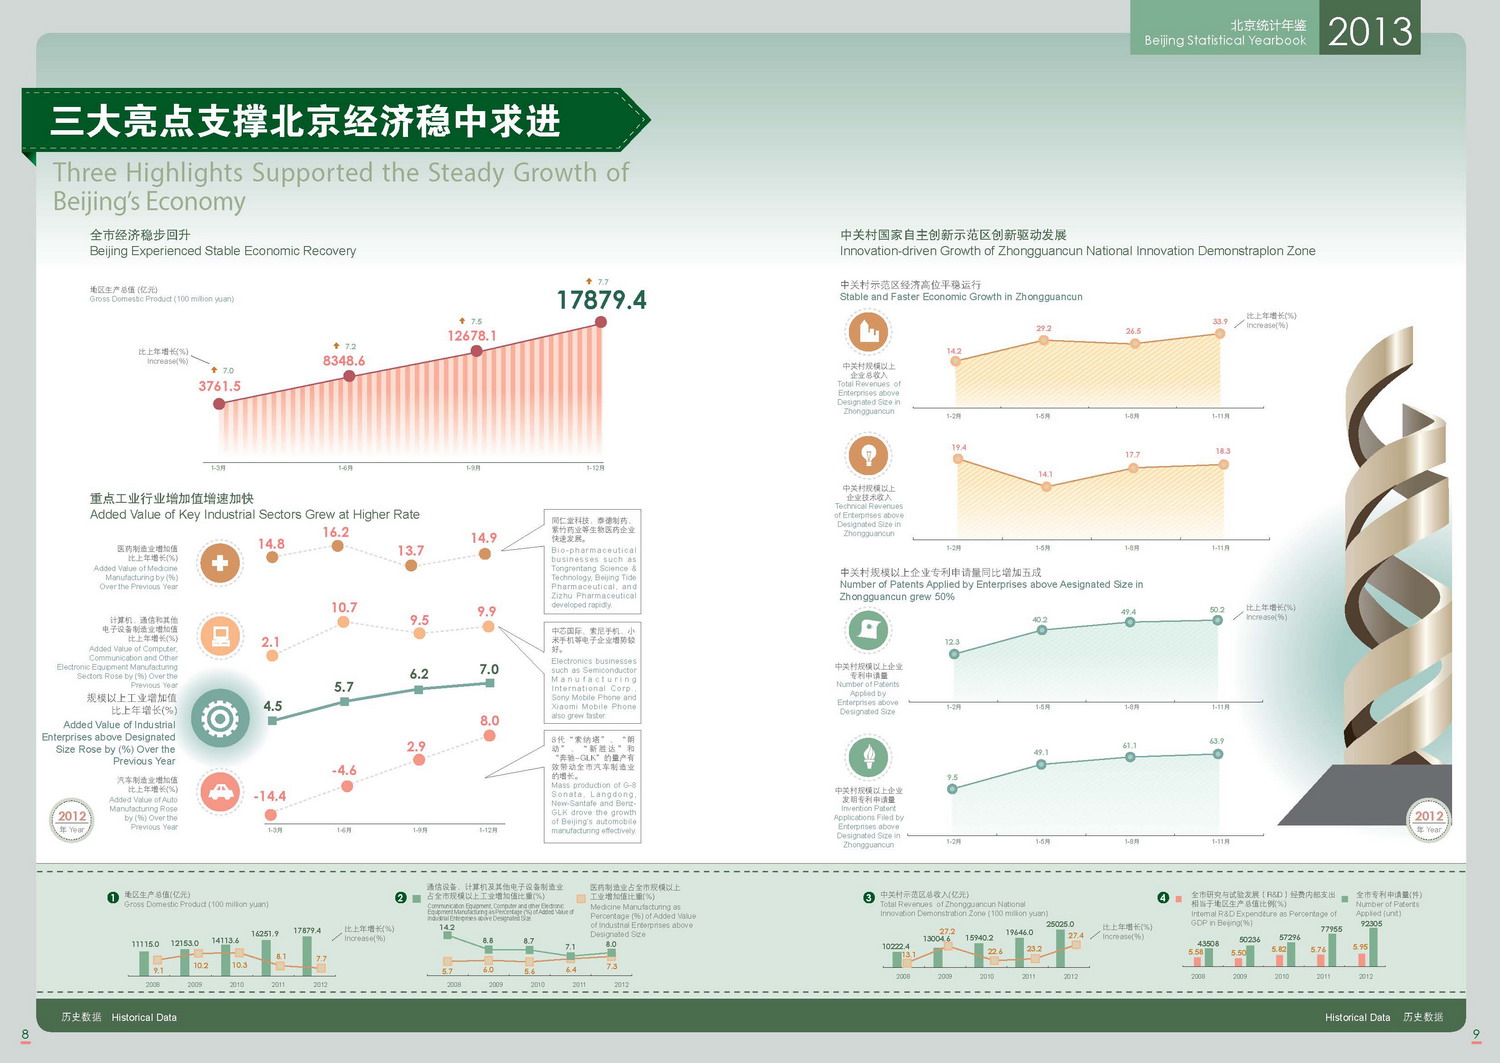 北京统计年鉴
Beijing Statistical Yearbook
2013
三大亮点支撑北京经济稳中求进
Three Highlights Supported the Steady Growth of
Beijing's Economy
全市经济稳步回升
Beijing Experienced Stable Economic Recovery
地区生产总值 (亿元)
Gross Domestic Product (100 million yuan)
比上年增长(%)
Increase(%)
7.0
3761.5
7.2
8348.6
7.5
12678.1
7.7
17879.4
1-3月
1-6月
1-9月
1-12月
重点工业行业增加值增速加快
Added Value of Key Industrial Sectors Grew at Higher Rate
医药制造业增加值
比上年增长(%)
Added Value of Medicine
Manufacturing by (%)
Over the Previous Year
14.8
16.2
13.7
14.9
计算机、通信和其他
电子设备制造业增加值
比上年增长(%)
Added Value of Computer,
Communication and Other
Electronic Equipment Manufacturing
Sectors Rose by (%) Over the
Previous Year
2.1
10.7
9.5
9.9
规模以上工业增加值
比上年增长(%)
Added Value of Industrial
Enterprises above Designated
Size Rose by (%) Over the
Previous Year
4.5
5.7
6.2
7.0
汽车制造业增加值
比上年增长(%)
Added Value of Auto
Manufacturing Rose
by (%) Over the
Previous Year
-14.4
-4.6
2.9
8.0
1-3月
1-6月
1-9月
1-12月
2012
年 Year
同仁堂科技、泰德制药、
紫竹药业等生物医药企业
快速发展。
Bio-pharmaceutical
businesses such as
Tongrentang Science &
Technology, Beijing Tide
Pharmaceutical, and
Zizhu Pharmaceutical
developed rapidly.
中芯国际、索尼手机、小
米手机等电子企业增势较
好。
Electronics businesses
such as Semiconductor
Manufacturing
International Corp.,
Sony Mobile Phone and
Xiaomi Mobile Phone
also grew faster.
8代“索纳塔”、“朗
动”、“新胜达”和
“奔驰-GLK”的量产有
效带动全市汽车制造业
的增长。
Mass production of G-8
Sonata, Langdong,
New-Santafe and Benz-
GLK drove the growth
of Beijing's automobile
manufacturing effectively.
中关村国家自主创新示范区创新驱动发展
Innovation-driven Growth of Zhongguancun National Innovation Demonstraplon Zone
中关村示范区经济高位平稳运行
Stable and Faster Economic Growth in Zhongguancun
中关村规模以上
企业总收入
Total Revenues of
Enterprises above
Designated Size in
Zhongguancun
14.2
29.2
26.5
33.9
比上年增长(%)
Increase(%)
1-2月
1-5月
1-8月
1-11月
中关村规模以上
企业技术收入
Technical Revenues
of Enterprises above
Designated Size in
Zhongguancun
19.4
14.1
17.7
18.3
1-2月
1-5月
1-8月
1-11月
中关村规模以上企业专利申请量同比增加五成
Number of Patents Applied by Enterprises above Aesignated Size in
Zhongguancun grew 50%
中关村规模以上企业
专利申请量
Number of Patents
Applied by
Enterprises above
Designated Size
12.3
40.2
49.4
50.2
比上年增长(%)
Increase(%)
1-2月
1-5月
1-8月
1-11月
中关村规模以上企业
发明专利申请量
Invention Patent
Applications Filed by
Enterprises above
Designated Size in
Zhongguancun
9.5
49.1
61.1
63.9
1-2月
1-5月
1-8月
1-11月
2012
年 Year
1
地区生产总值(亿元)
Gross Domestic Product (100 million yuan)
11115.0 12153.0 14113.6 16251.9 17879.4
9.1 10.2 10.3 8.1 7.7
比上年增长(%)
Increase(%)
2008 2009 2010 2011 2012
2
通信设备、计算机及其他电子设备制造业
占全市规模以上工业增加值比重(%)
Communication Equipment, Computer and other Electronic
Equipment Manufacturing as Percentage (%) of Added Value of
Industrial Enterprises above Designated Size
医药制造业占全市规模以上
工业增加值比重(%)
Medicine Manufacturing as
Percentage (%) of Added Value
of Industrial Enterprises above
Designated Size
14.2 8.8 8.7 7.1 8.0
5.7 6.0 5.6 6.4 7.3
2008 2009 2010 2011 2012
3
中关村示范区总收入(亿元)
Total Revenues of Zhongguancun National
Innovation Demonstration Zone (100 million yuan)
10222.4 13004.6 15940.2 19646.0 25025.0
13.1 27.2 22.6 23.2 27.4
比上年增长(%)
Increase(%)
2008 2009 2010 2011 2012
4
全市研究与试验发展(R&D)经费内部支出
相当于地区生产总值比例(%)
Internal R&D Expenditure as Percentage of
GDP in Beijing(%)
全市专利申请量(件)
Number of Patents
Applied (unit)
43508 50236 57296 77955 92305
5.58 5.50 5.82 5.76 5.95
2008 2009 2010 2011 2012
历史数据 Historical Data
Historical Data 历史数据
8
9